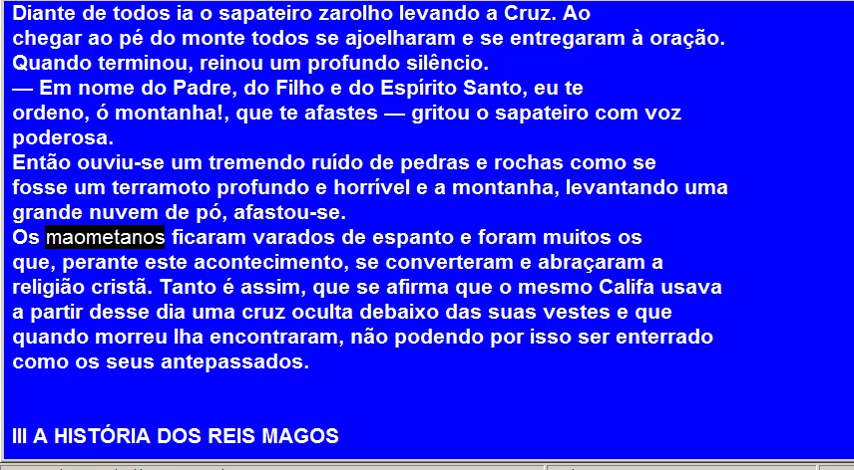 Diante de todos ia o sapateiro zarolho levando a Cruz. Ao
chegar ao pé do monte todos se ajoelharam e se entregaram à oração.
Quando terminou, reinou um profundo silêncio.
— Em nome do Padre, do Filho e do Espírito Santo, eu te
ordeno, ó montanha!, que te afastes — gritou o sapateiro com voz
poderosa.
Então ouviu-se um tremendo ruído de pedras e rochas como se
fosse um terramoto profundo e horrível e a montanha, levantando uma
grande nuvem de pó, afastou-se.
Os maometanos ficaram varados de espanto e foram muitos os
que, perante este acontecimento, se converteram e abraçaram a
religião cristã. Tanto é assim, que se afirma que o mesmo Califa usava
a partir desse dia uma cruz oculta debaixo das suas vestes e que
quando morreu lha encontraram, não podendo por isso ser enterrado
como os seus antepassados.
III A HISTÓRIA DOS REIS MAGOS